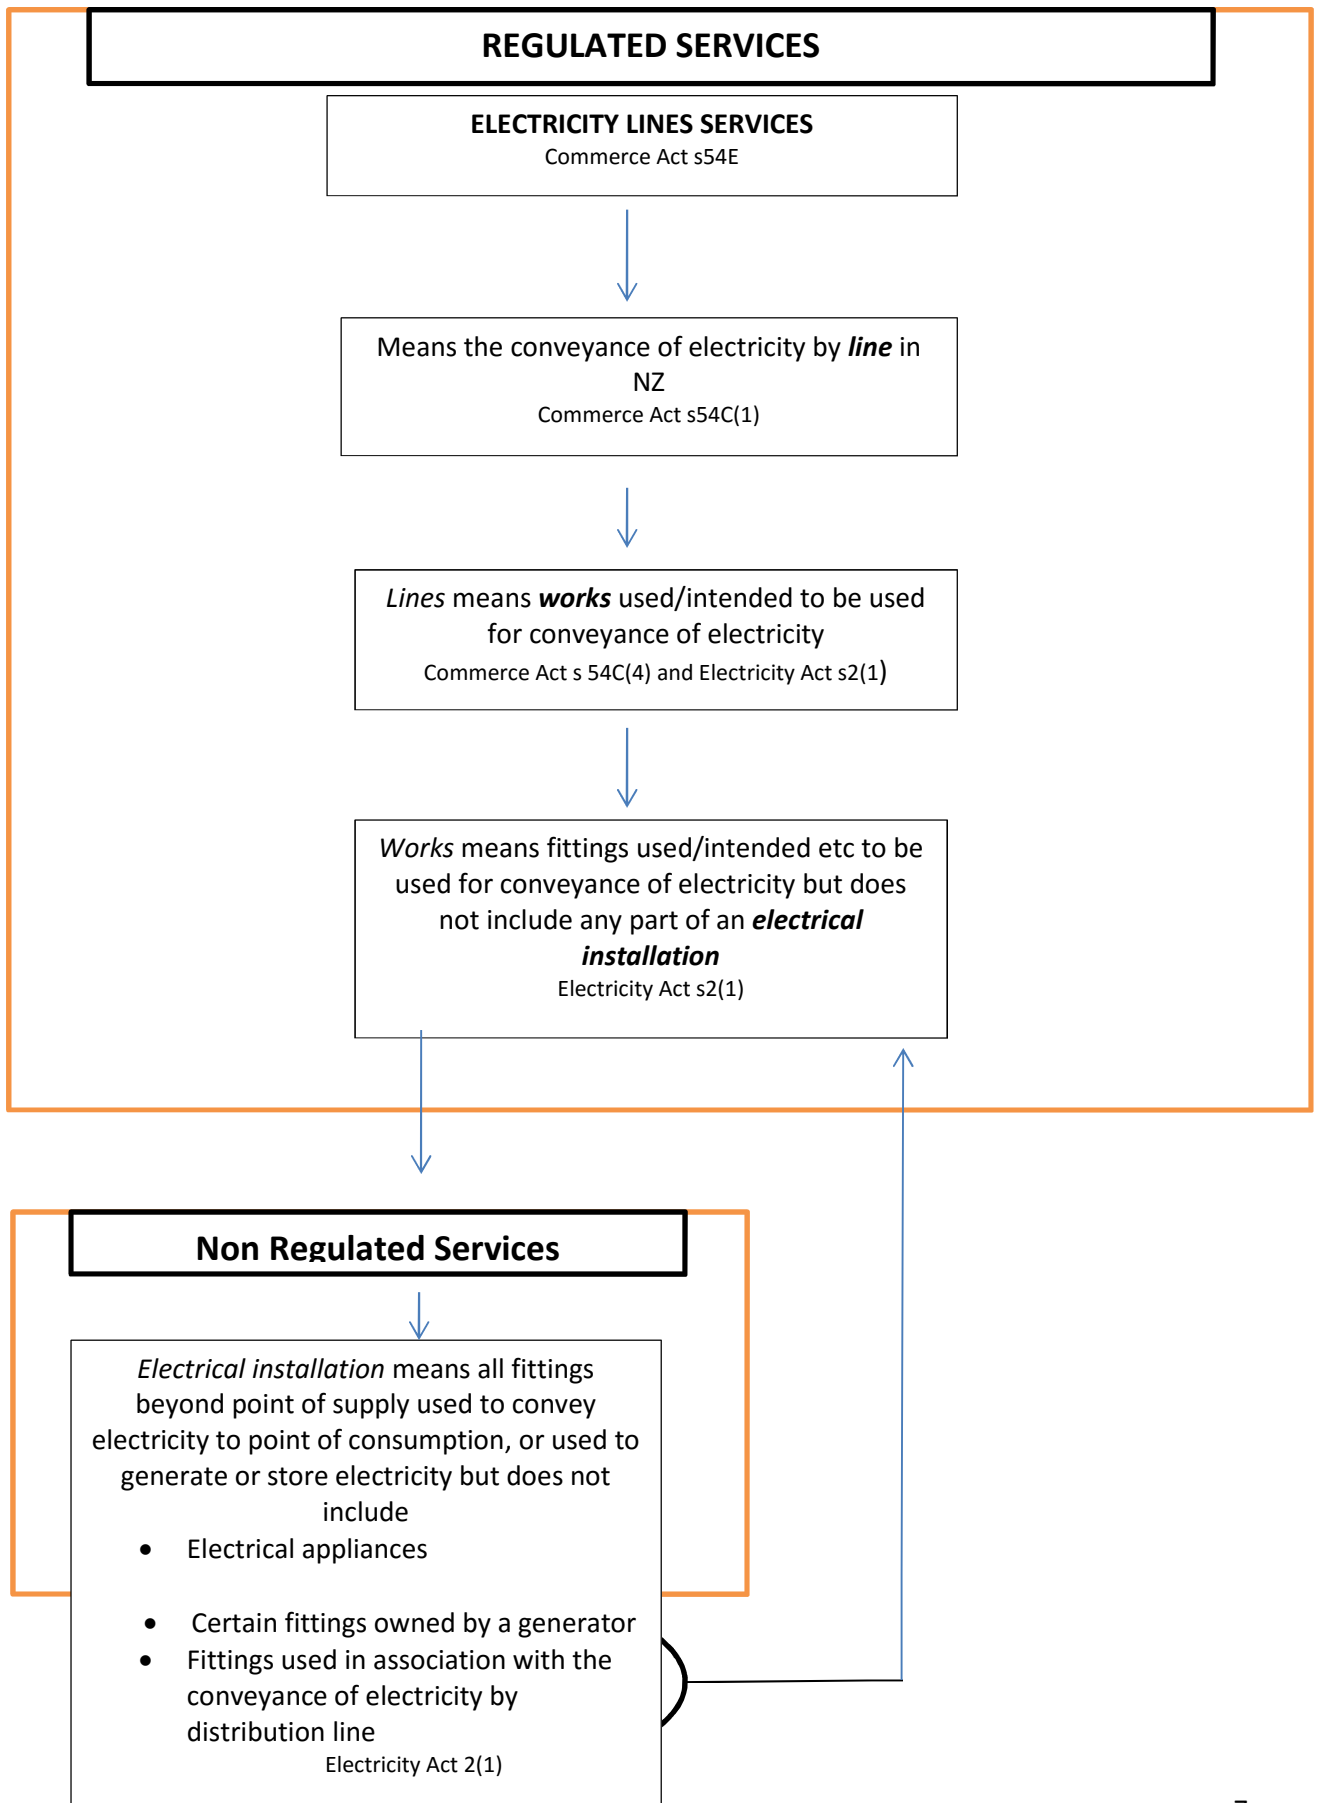 REGULATED SERVICES
ELECTRICITY LINES SERVICES
Commerce Act s54E
Means the conveyance of electricity by line in
NZ
Commerce Act s54C(1)
Lines means works used/intended to be used
for conveyance of electricity
Commerce Act s 54C(4) and Electricity Act s2(1)
Works means fittings used/intended etc to be
used for conveyance of electricity but does
not include any part of an electrical
installation
Electricity Act s2(1)
Non Regulated Services
Electrical installation means all fittings
beyond point of supply used to convey
electricity to point of consumption, or used to
generate or store electricity but does not
include
• Electrical appliances
• Certain fittings owned by a generator
• Fittings used in association with the
conveyance of electricity by
distribution line
Electricity Act 2(1)